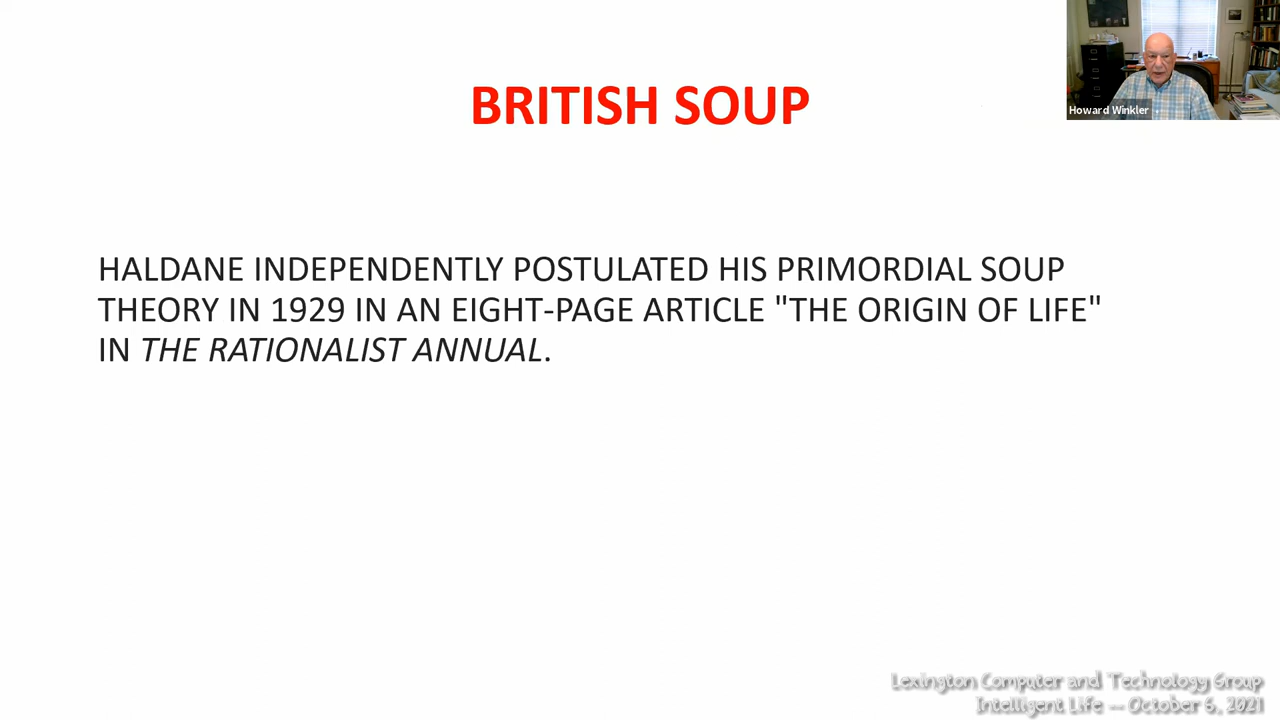 BRITISH SOUP
Howard Winkler
HALDANE INDEPENDENTLY POSTULATED HIS PRIMORDIAL SOUP
THEORY IN 1929 IN AN EIGHT-PAGE ARTICLE "THE ORIGIN OF LIFE"
IN THE RATIONALIST ANNUAL.
Lexington Computer and Technology Group
Intelligent Life -- October 6, 2021